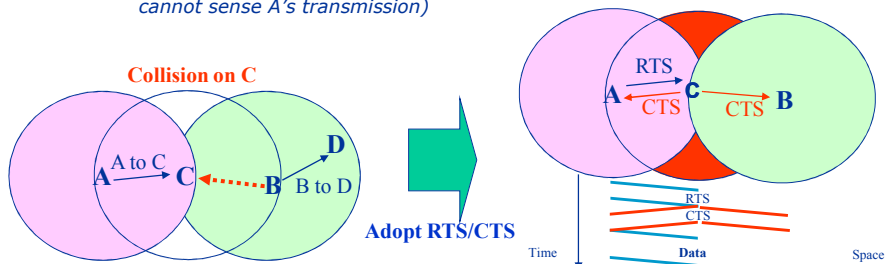 cannot sense A's transmission)
Collision on C
A
A to C
C
B
B to D
D
Adopt RTS/CTS
RTS
A
C
B
CTS
CTS
RTS
CTS
Time
Data
Space